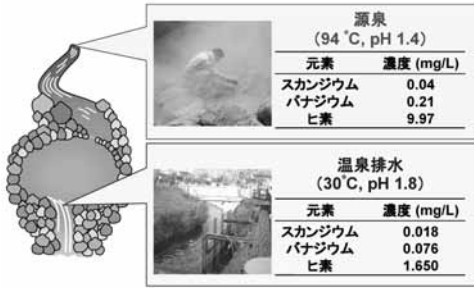 源泉
(94 ˚C, pH 1.4)
元素 濃度 (mg/L)
スカンジウム 0.04
バナジウム 0.21
ヒ素 9.97
温泉排水
(30˚C, pH 1.8)
元素 濃度 (mg/L)
スカンジウム 0.018
バナジウム 0.076
ヒ素 1.650